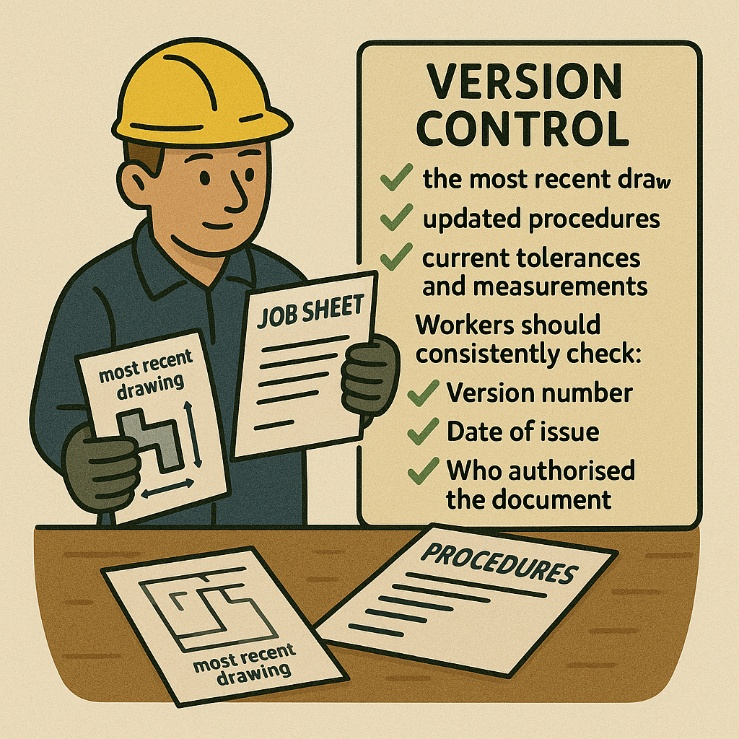 VERSION
CONTROL
the most recent draw
updated procedures
current tolerances
and measurements
Workers should
consistently check:
Version number
Date of issue
Who authorised
the document
JOB SHEET
most recent
drawing
PROCEDURES
most recent
drawing